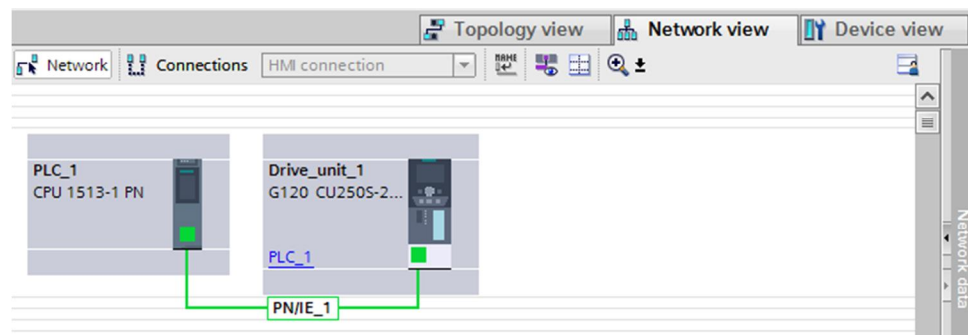 Topology view
Network view
Device view
Network
Connections
HMI connection
NAME
PLC_1
CPU 1513-1 PN
Drive_unit_1
G120 CU250S-2...
PLC_1
PN/IE_1
Network data